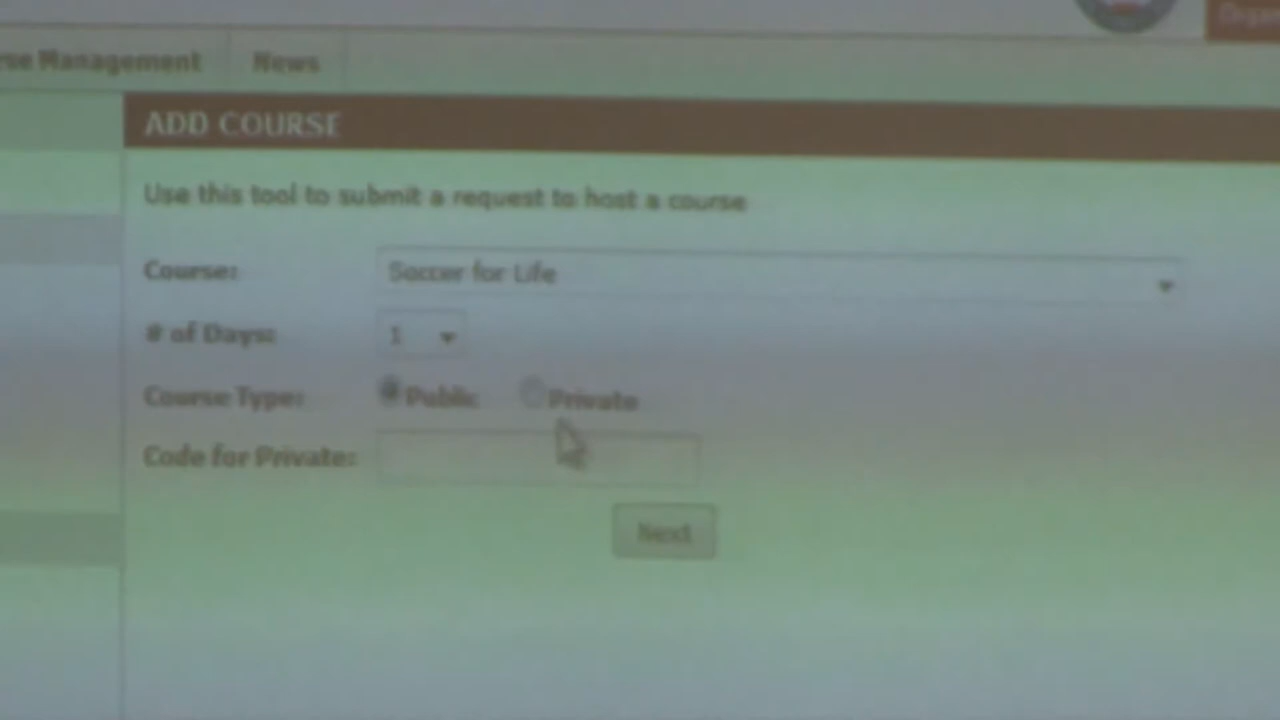 Management
News
ADD COURSE
Use this tool to submit a request to host a course
Course: Soccer for Life
# of Days: 1
Course Type: Public Private
Code for Private:
Next